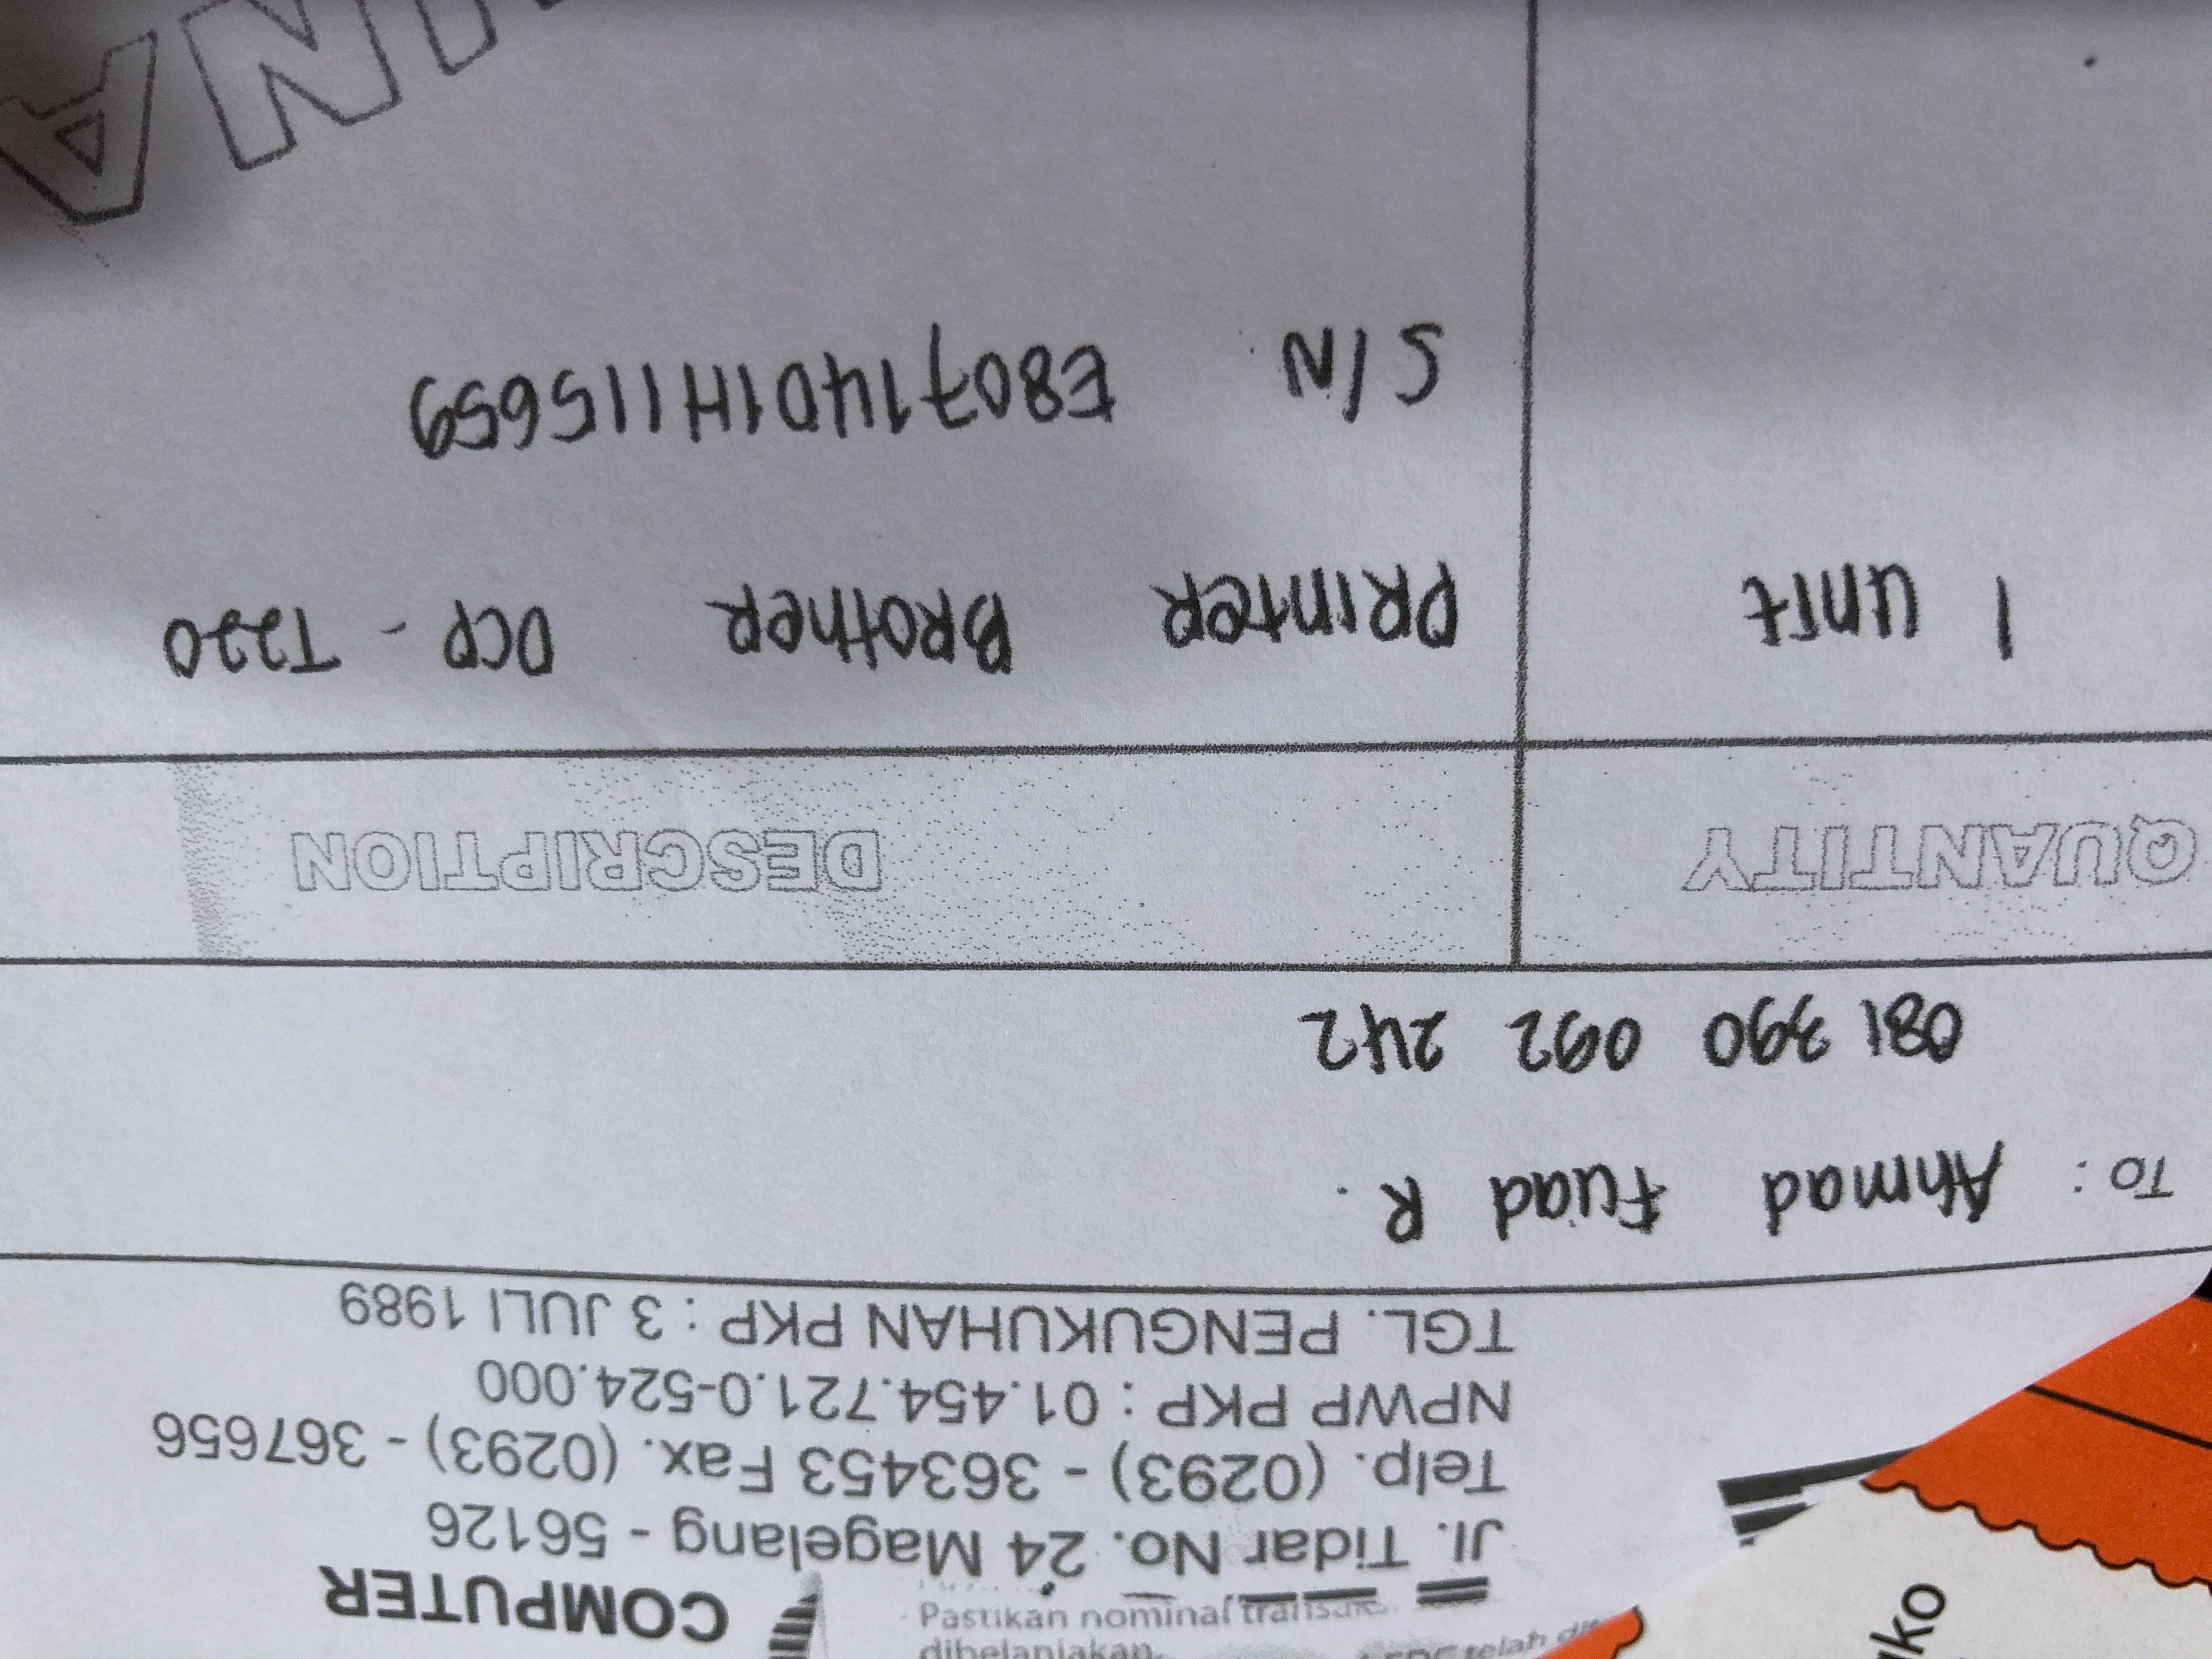 COMPUTER
Jl. Tidar No. 24 Magelang - 56126
Telp. (0293) - 363453 Fax. (0293) - 367656
NPWP PKP : 01.454.721.0-524.000
TGL. PENGUKUHAN PKP : 3 JULI 1989
To : Ahmad Fuad R.
081 390 092 242
QUANTITY DESCRIPTION
1 unit PRinteR BRotheR DCP - T220
S/N E80714D1H115659
Pastikan nominal
dibelanjakan
telah